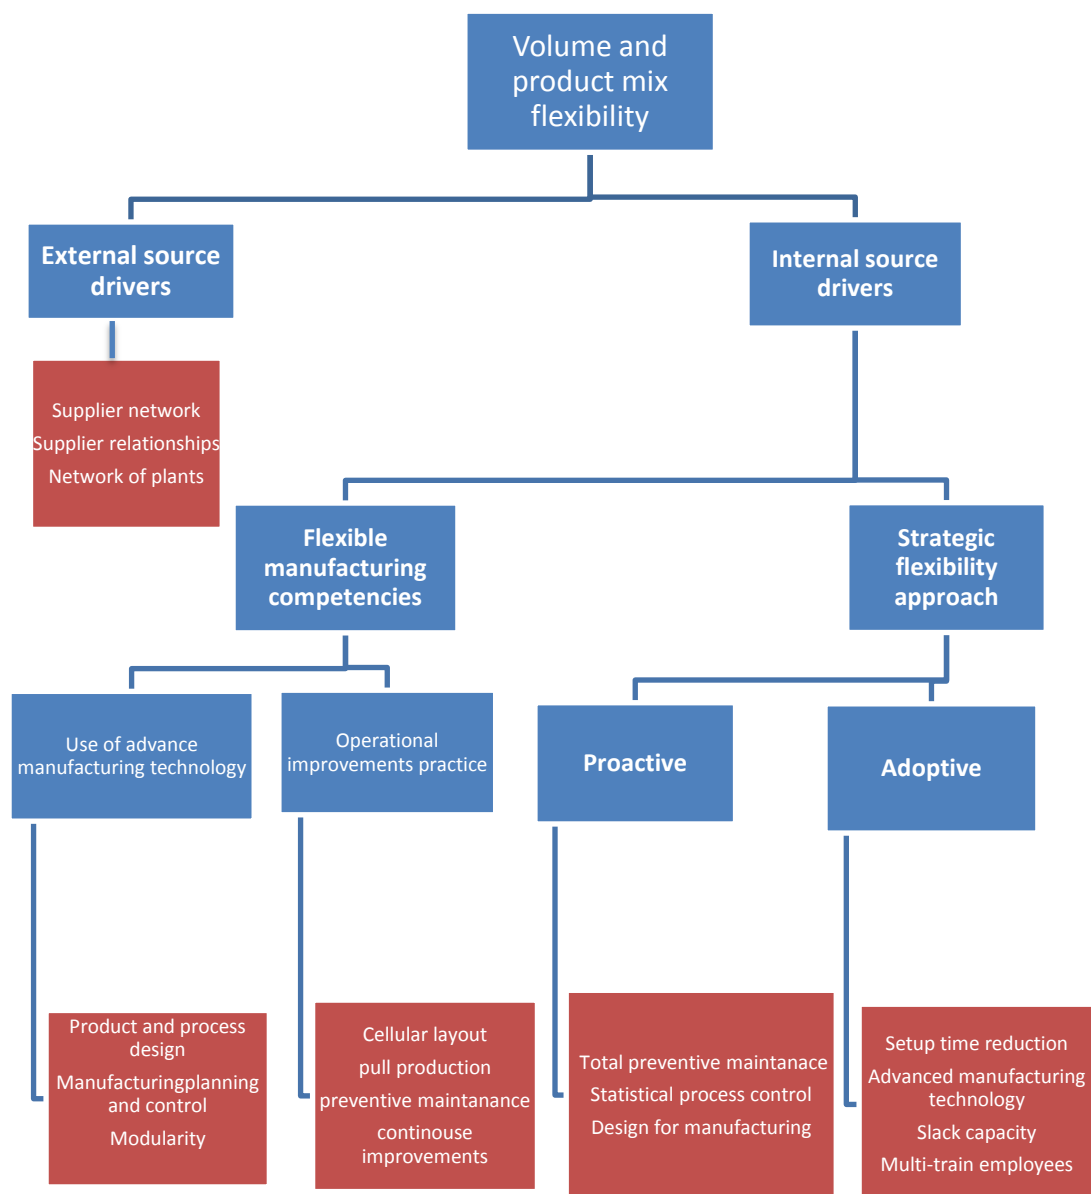 Volume and
product mix
flexibility
External source
drivers
Internal source
drivers
Supplier network
Supplier relationships
Network of plants
Flexible
manufacturing
competencies
Strategic
flexibility
approach
Use of advance
manufacturing technology
Operational
improvements practice
Proactive
Adoptive
Product and process
design
Manufacturingplanning
and control
Modularity
Cellular layout
pull production
preventive maintanance
continouse
improvements
Total preventive maintanace
Statistical process control
Design for manufacturing
Setup time reduction
Advanced manufacturing
technology
Slack capacity
Multi-train employees